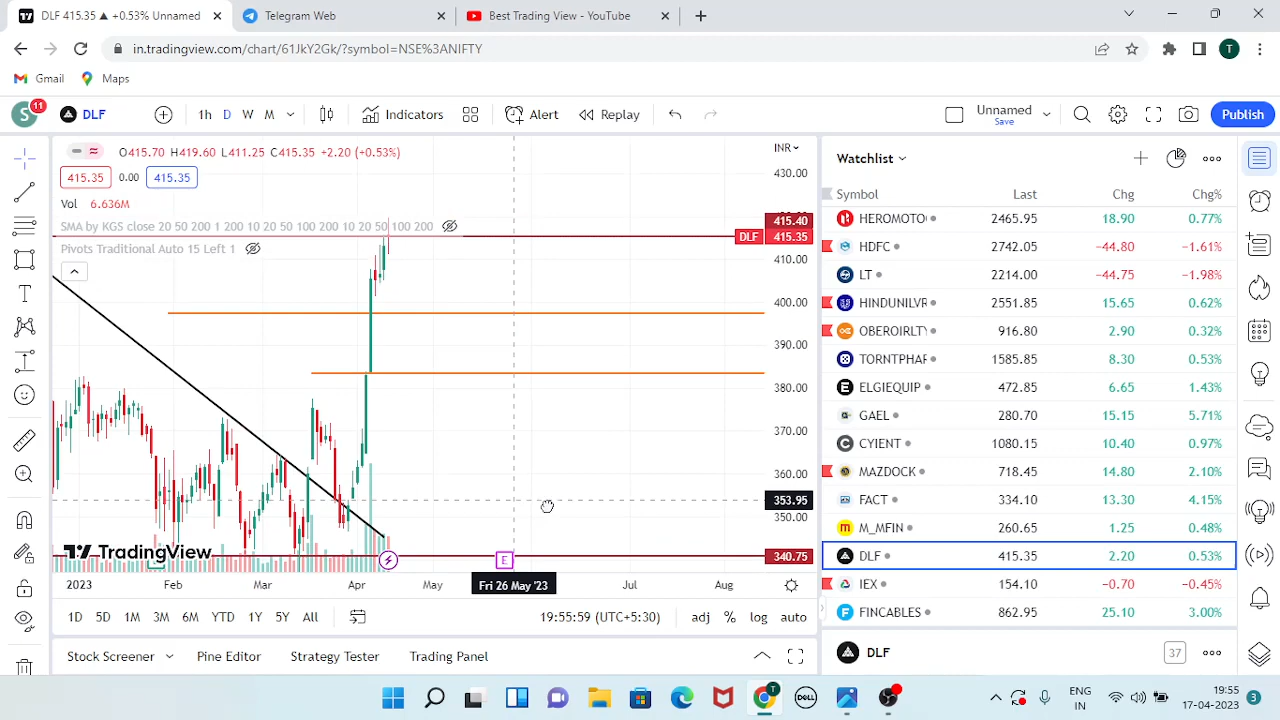 DLF 415.35 ▲ +0.53% Unnamed
Telegram Web
Best Trading View - YouTube
in.tradingview.com/chart/61JkY2Gk/?symbol=NSE%3ANIFTY
T
Gmail
Maps
S 11
DLF
1h D W M
Indicators
Alert
Replay
Unnamed
Save
Publish
O415.70 H419.60 L411.25 C415.35 +2.20 (+0.53%)
415.35 0.00 415.35
Vol 6.636M
SMA by KGS close 20 50 200 1 200 10 20 50 100 200 10 20 50 100 200
Pivots Traditional Auto 15 Left 1
INR
430.00
415.40
DLF 415.35
410.00
400.00
390.00
380.00
370.00
360.00
353.95
350.00
340.75
TradingView
E
2023 Feb Mar Apr May Fri 26 May '23 Jul Aug
1D 5D 1M 3M 6M YTD 1Y 5Y All
19:55:59 (UTC+5:30)
adj % log auto
Stock Screener
Pine Editor
Strategy Tester
Trading Panel
Watchlist
Symbol Last Chg Chg%
HEROMOTO 2465.95 18.90 0.77%
HDFC 2742.05 −44.80 −1.61%
LT 2214.00 −44.75 −1.98%
HINDUNILVR 2551.85 15.65 0.62%
OBEROIRLTY 916.80 2.90 0.32%
TORNTPHAR 1585.85 8.30 0.53%
ELGIEQUIP 472.85 6.65 1.43%
GAEL 280.70 15.15 5.71%
CYIENT 1080.15 10.40 0.97%
MAZDOCK 718.45 14.80 2.10%
FACT 334.10 13.30 4.15%
M_MFIN 260.65 1.25 0.48%
DLF 415.35 2.20 0.53%
IEX 154.10 −0.70 −0.45%
FINCABLES 862.95 25.10 3.00%
DLF
37
T
DELL
ENG
IN
19:55
17-04-2023
3